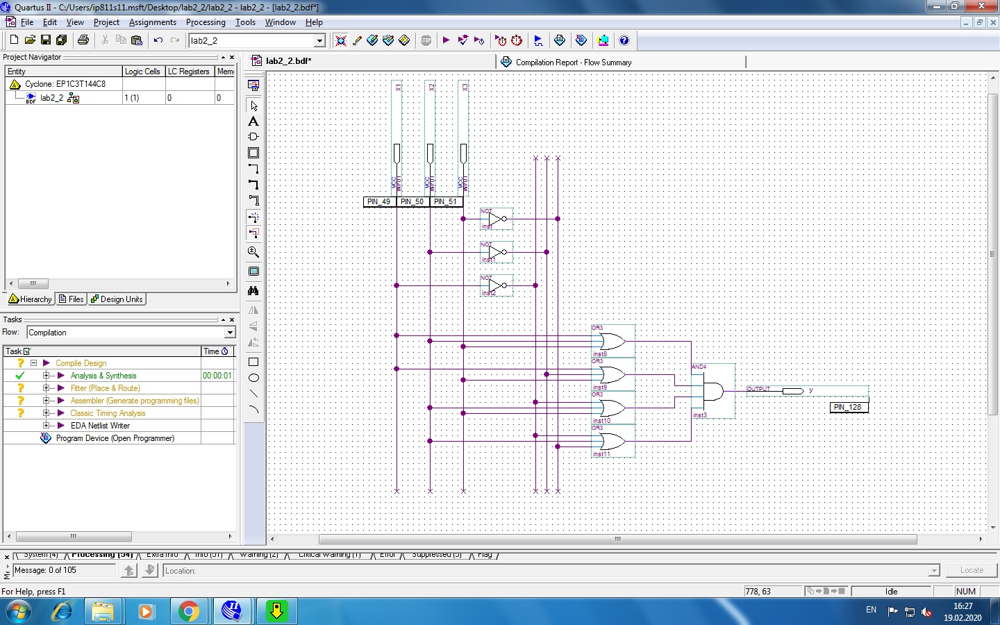 Quartus II - C:/Users/ip811s11.msft/Desktop/lab2_2/lab2_2 - lab2_2 - [lab2_2.bdf*]
File Edit View Project Assignments Processing Tools Window Help
lab2_2
STOP
Project Navigator
Entity Logic Cells LC Registers Mem
Cyclone: EP1C3T144C8
BDF lab2_2 1 (1) 0 0
Hierarchy Files Design Units
Tasks
Flow: Compilation
Task Time
Compile Design
Analysis & Synthesis 00:00:01
Fitter (Place & Route)
Assembler (Generate programming files)
Classic Timing Analysis
EDA Netlist Writer
Program Device (Open Programmer)
lab2_2.bdf*
Compilation Report - Flow Summary
X1 X2 X3
VCC INPUT VCC INPUT VCC INPUT
PIN_49 PIN_50 PIN_51
NOT
inst
NOT
inst1
NOT
inst2
OR3
inst8
OR3
inst9
OR3
inst10
OR3
inst11
AND4
inst3
OUTPUT y
PIN_128
System (4) Processing (54) Extra Info Info (51) Warning (2) Critical Warning (1) Error Suppressed (5) Flag
Message: 0 of 105
Location:
Locate
For Help, press F1
778, 63
Idle
NUM
EN
16:27
19.02.2020